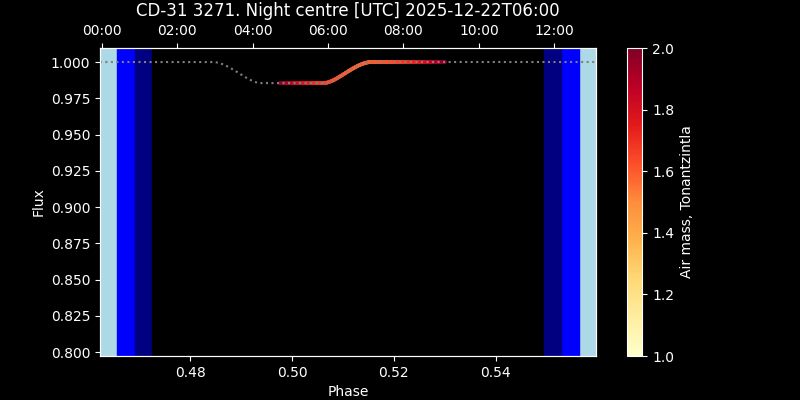 CD-31 3271. Night centre [UTC] 2025-12-22T06:00
00:00 02:00 04:00 06:00 08:00 10:00 12:00
1.000
0.975
0.950
0.925
0.900
0.875
0.850
0.825
0.800
Flux
0.48 0.50 0.52 0.54
Phase
2.0
1.8
1.6
1.4
1.2
1.0
Air mass, Tonantzintla